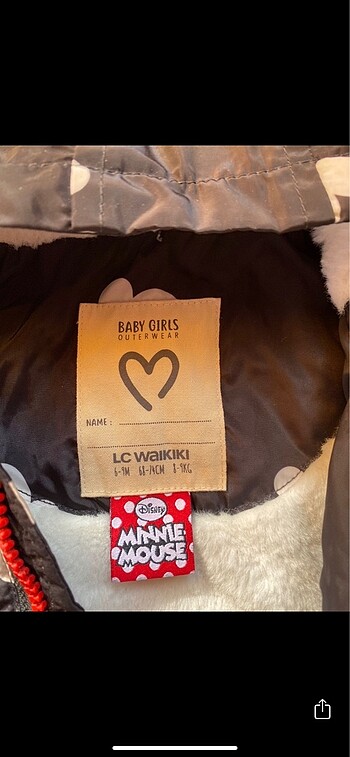 BABY GIRLS
OUTERWEAR
NAME :
LC WAIKIKI
6-9M 68-74CM 8-9KG
Disney
MINNIE
MOUSE